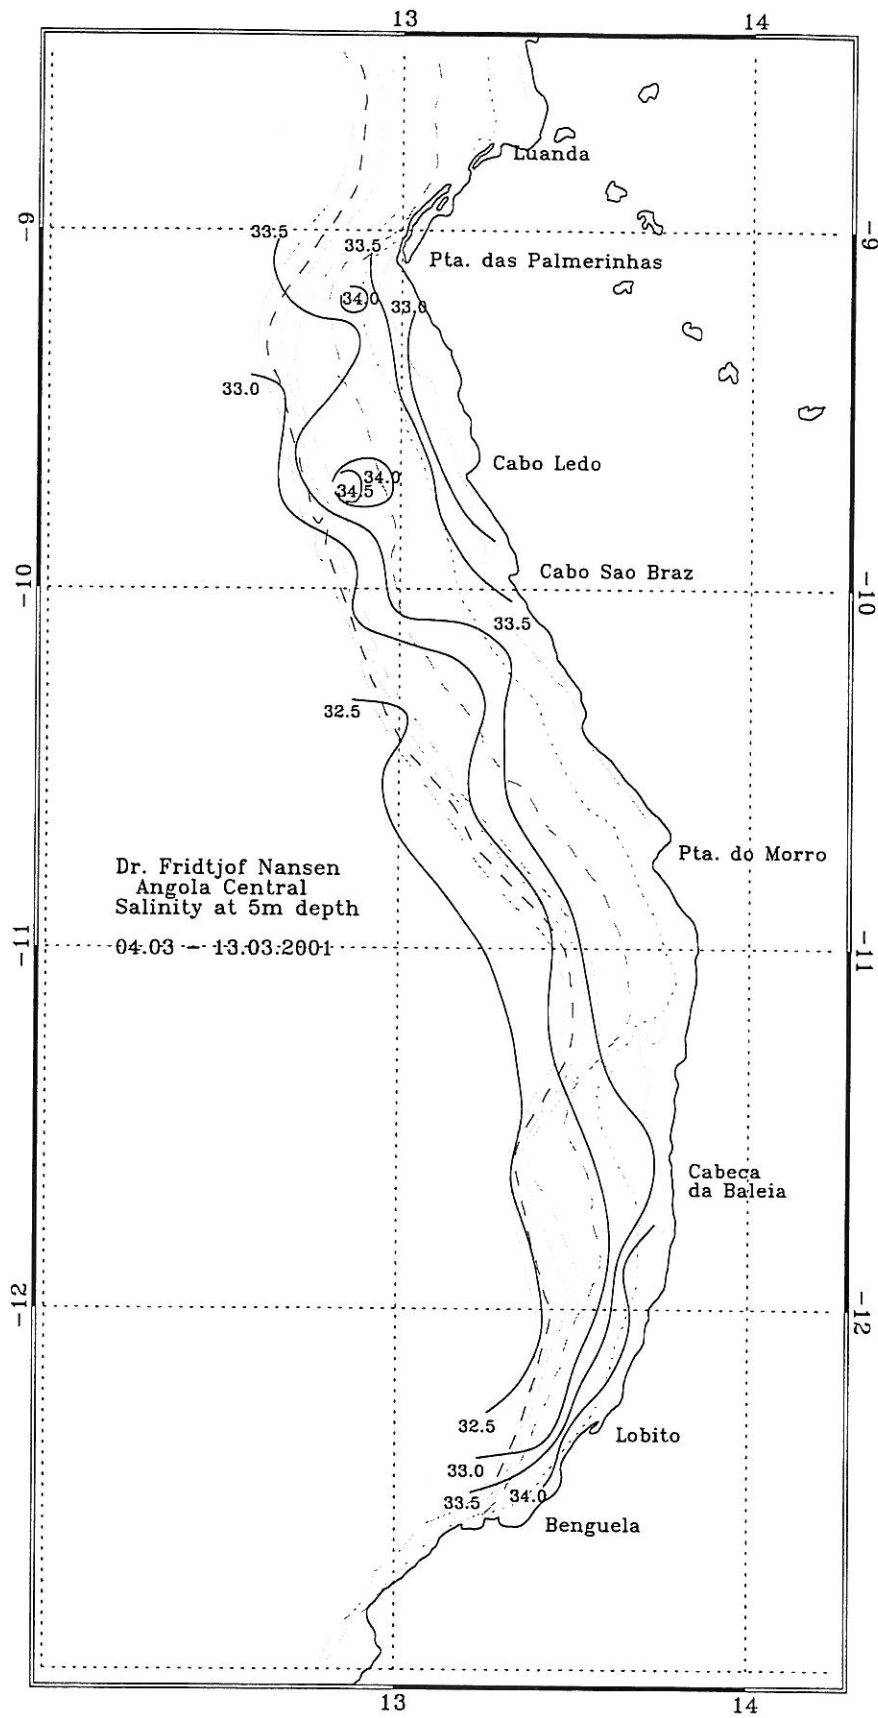 13 14
Luanda
-9 -9
33.5 33.5
Pta. das Palmerinhas
34.0 33.0
33.0
Cabo Ledo
34.0
34.5
Cabo Sao Braz
-10 -10
33.5
32.5
Pta. do Morro
Dr. Fridtjof Nansen
Angola Central
Salinity at 5m depth
04.03 - 13.03.2001
-11 -11
Cabeca
da Baleia
-12 -12
32.5
Lobito
33.0
33.5 34.0
Benguela
13 14